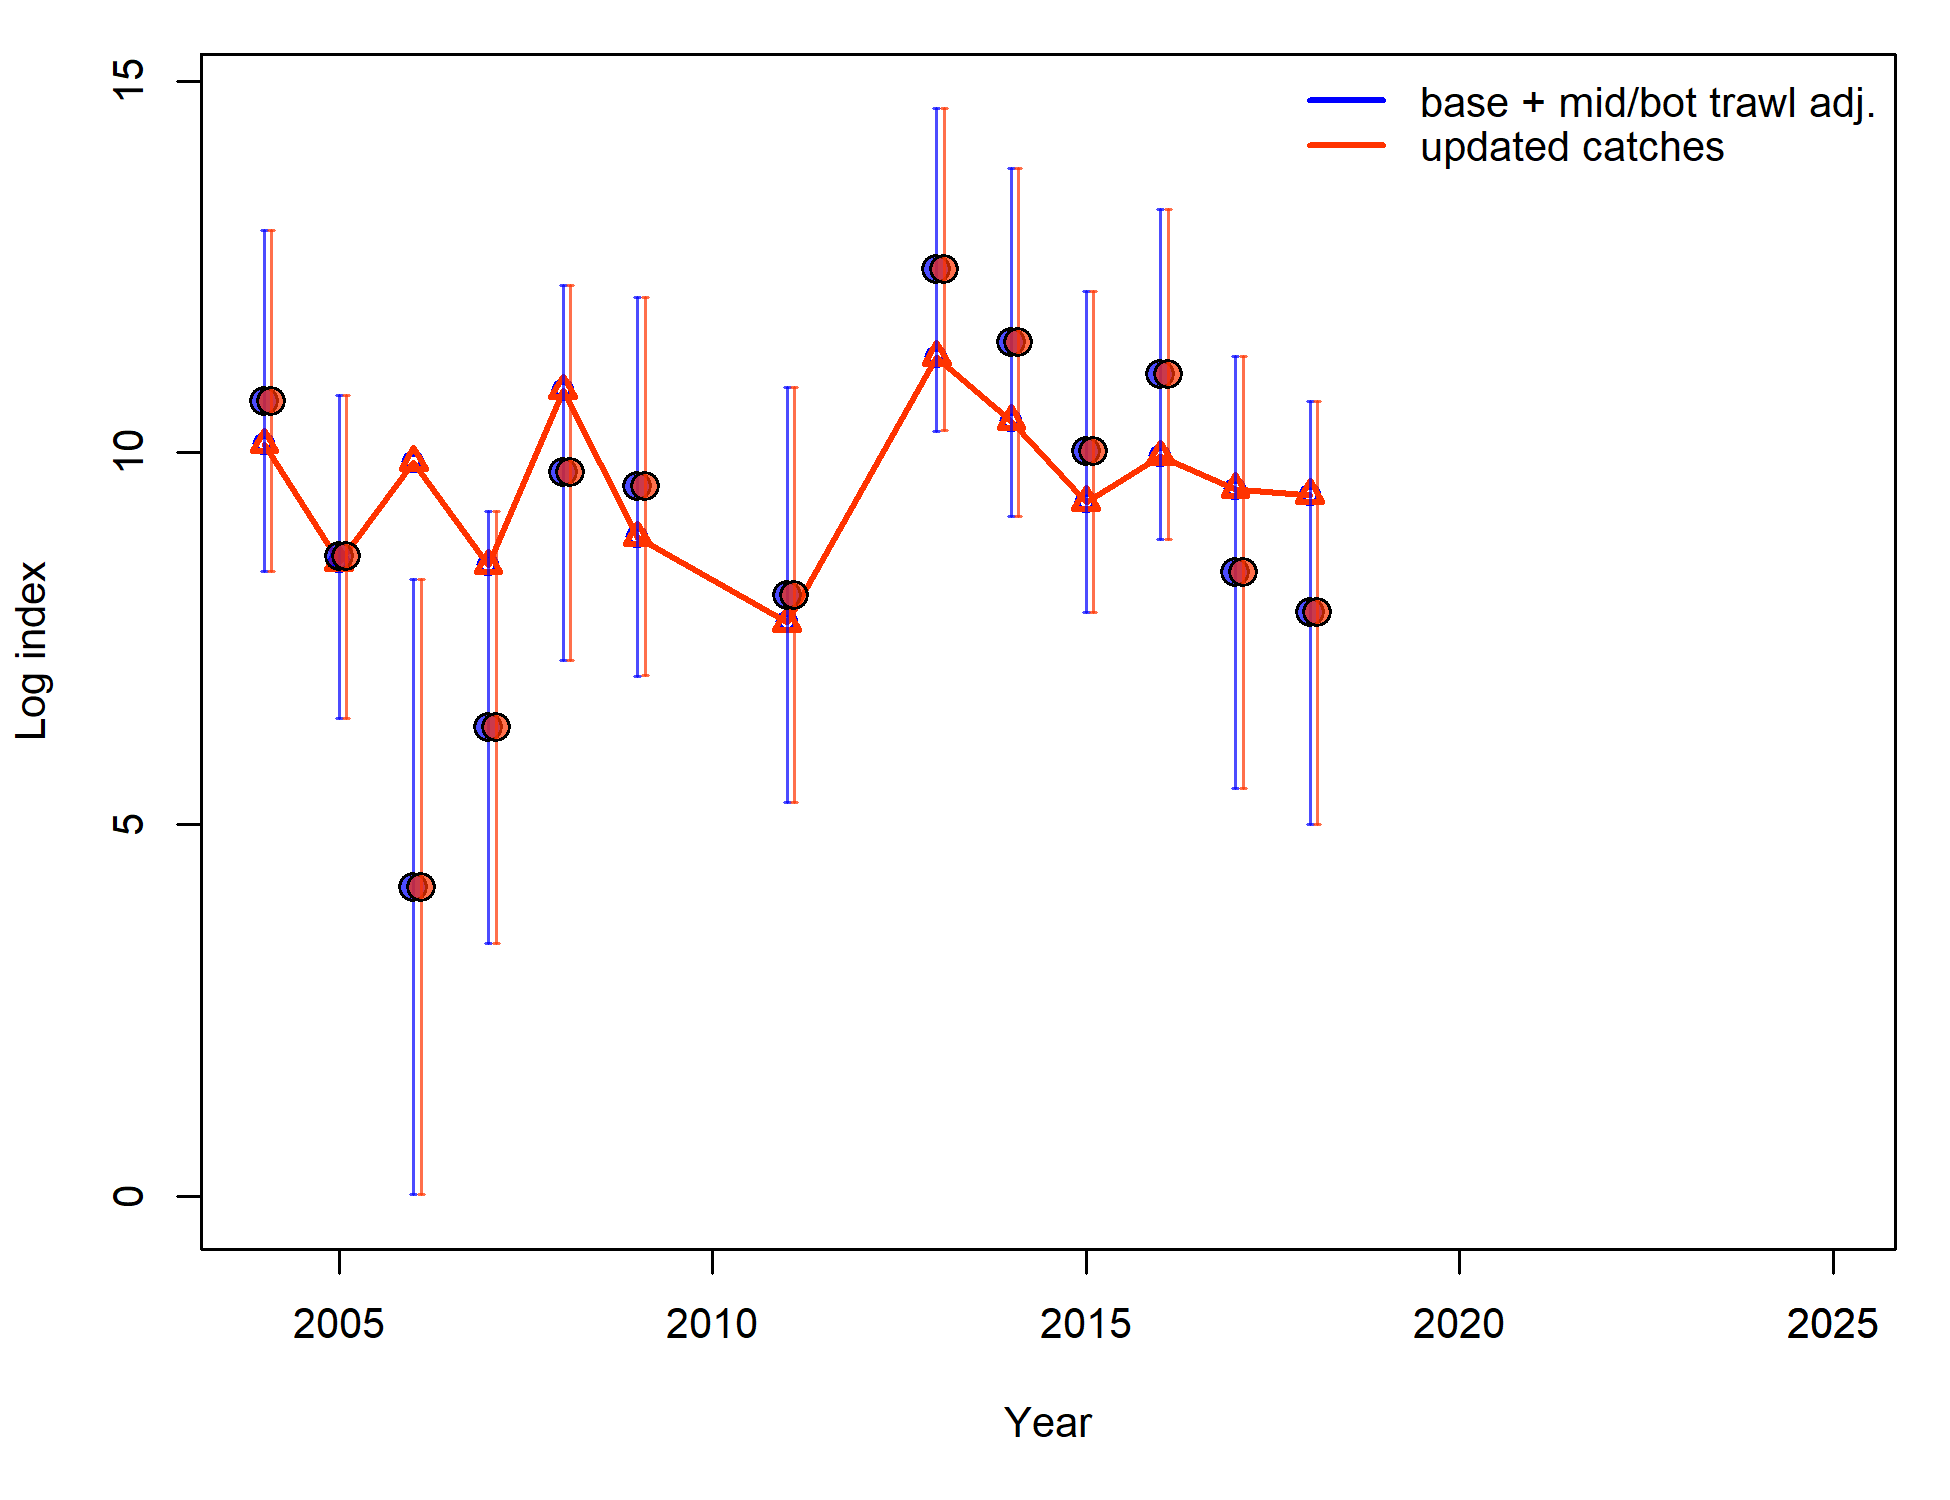 base + mid/bot trawl adj.
updated catches
15
10
5
0
Log index
2005 2010 2015 2020 2025
Year